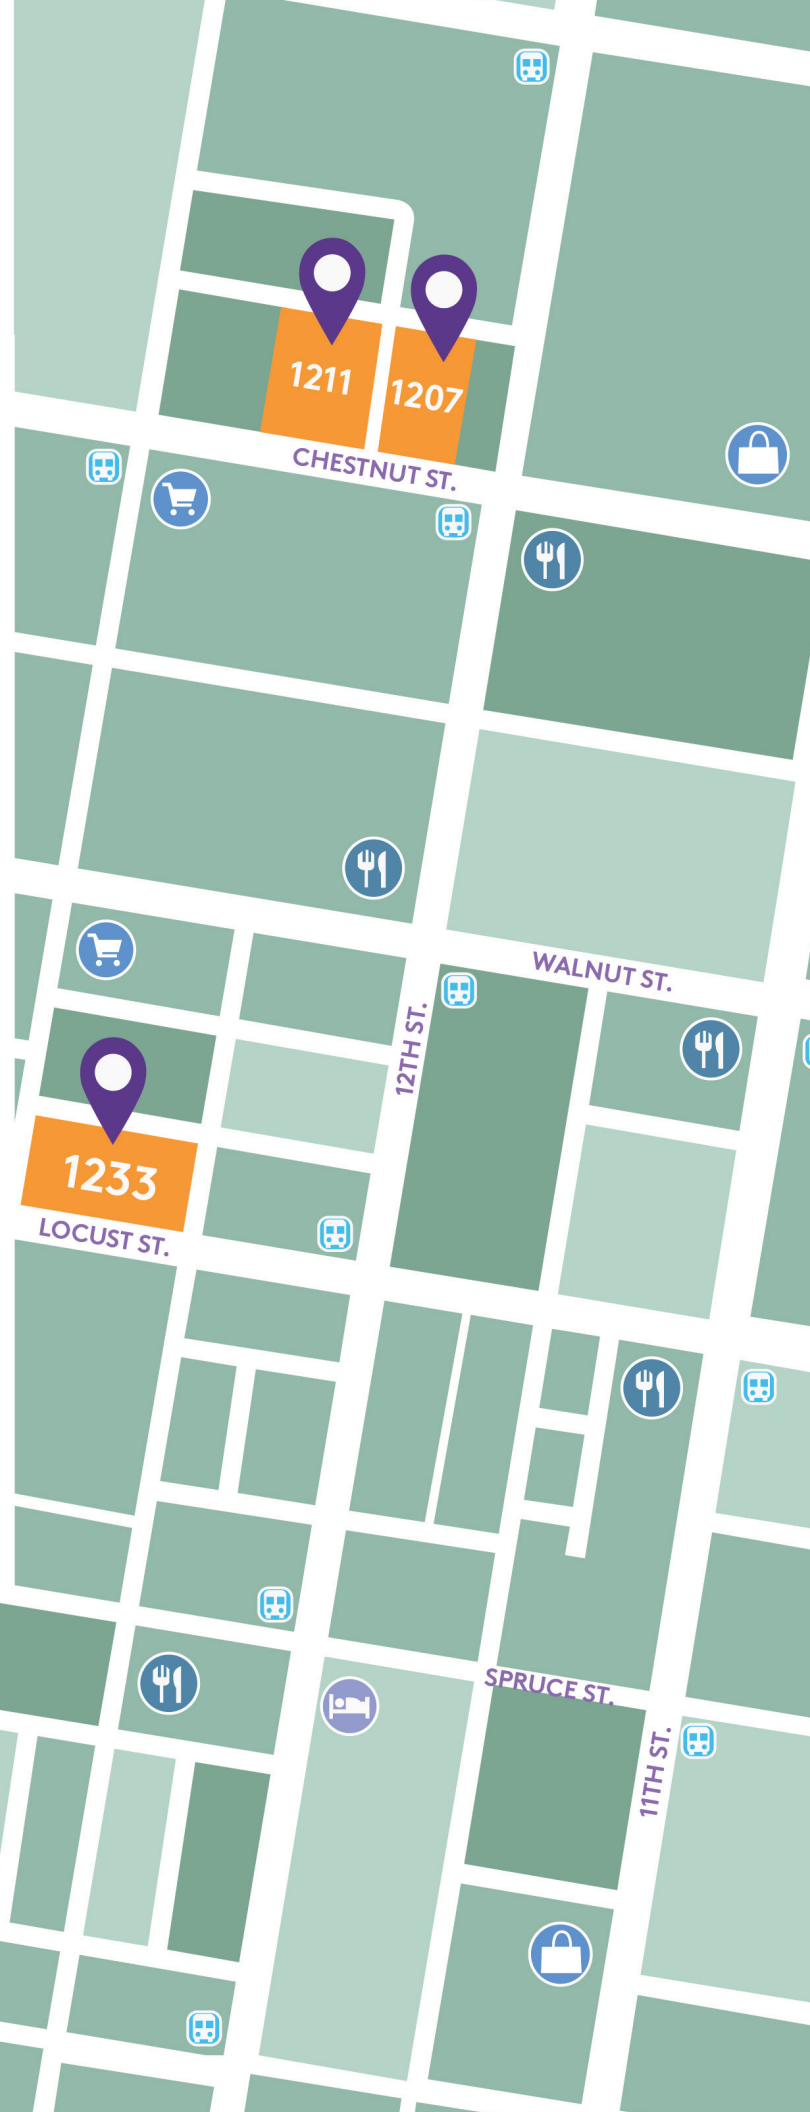 1211
1207
CHESTNUT ST.
WALNUT ST.
12TH ST.
1233
LOCUST ST.
SPRUCE ST.
11TH ST.